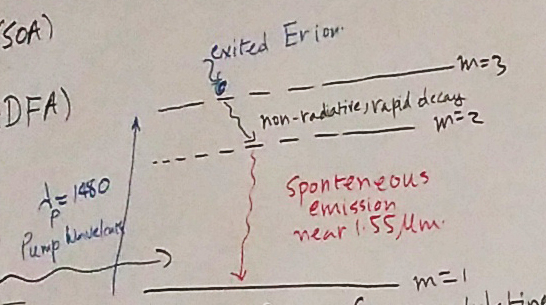 (SOA)
exited Er ion.
m=3
DFA)
non-radiative, rapid decay
m=2
λp = 1480
Pump Wavelength
Sponteneous
emission
near 1.55 μm.
m=1